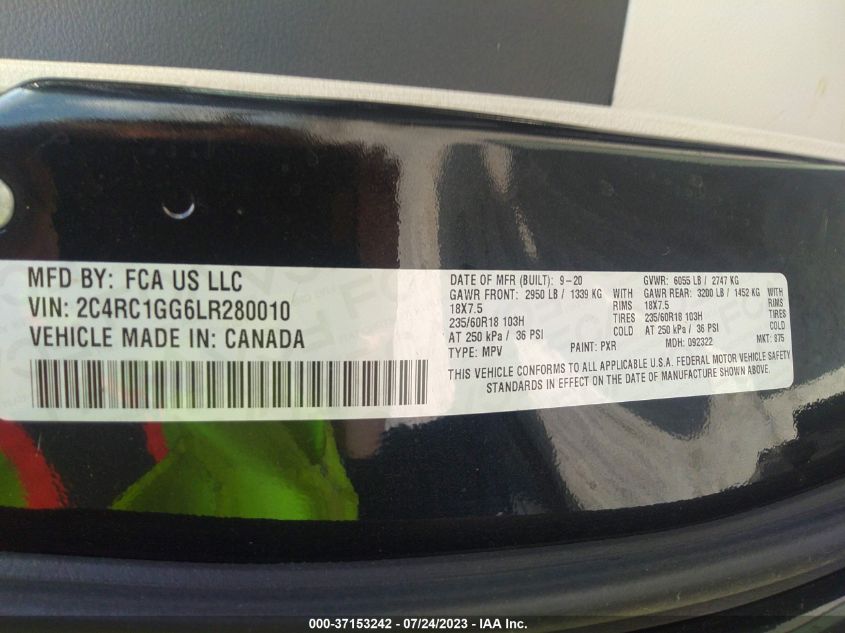 MFD BY: FCA US LLC
VIN: 2C4RC1GG6LR280010
VEHICLE MADE IN: CANADA
DATE OF MFR (BUILT): 9-20 GVWR: 6055 LB / 2747 KG
GAWR FRONT: 2950 LB / 1339 KG WITH GAWR REAR: 3200 LB / 1452 KG WITH
18X7.5 RIMS 18X7.5 RIMS
235/60R18 103H TIRES 235/60R18 103H TIRES
AT 250 kPa / 36 PSI COLD AT 250 kPa / 36 PSI COLD
TYPE: MPV PAINT: PXR MDH: 092322 MKT: 875
THIS VEHICLE CONFORMS TO ALL APPLICABLE U.S.A. FEDERAL MOTOR VEHICLE SAFETY
STANDARDS IN EFFECT ON THE DATE OF MANUFACTURE SHOWN ABOVE.
000-37153242 - 07/24/2023 - IAA Inc.